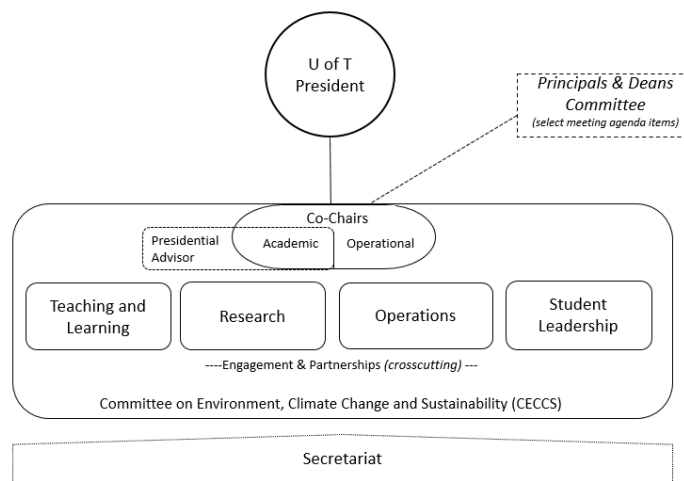 U of T
President
Principals & Deans
Committee
(select meeting agenda items)
Co-Chairs
Presidential
Advisor
Academic
Operational
Teaching and
Learning
Research
Operations
Student
Leadership
----Engagement & Partnerships (crosscutting) ---
Committee on Environment, Climate Change and Sustainability (CECCS)
Secretariat